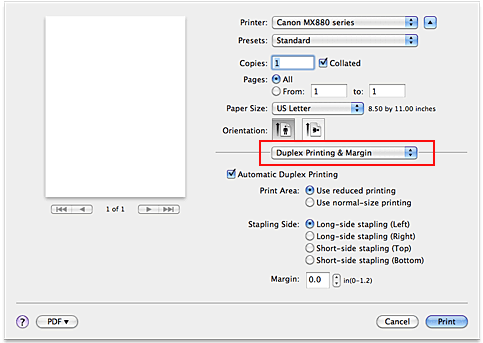 Printer: Canon MX880 series
Presets: Standard
Copies: 1 Collated
Pages: All
From: 1 to: 1
Paper Size: US Letter 8.50 by 11.00 inches
Orientation:
Duplex Printing & Margin
Automatic Duplex Printing
Print Area: Use reduced printing
Use normal-size printing
1 of 1
Stapling Side: Long-side stapling (Left)
Long-side stapling (Right)
Short-side stapling (Top)
Short-side stapling (Bottom)
Margin: 0.0 in(0-1.2)
? PDF Cancel Print